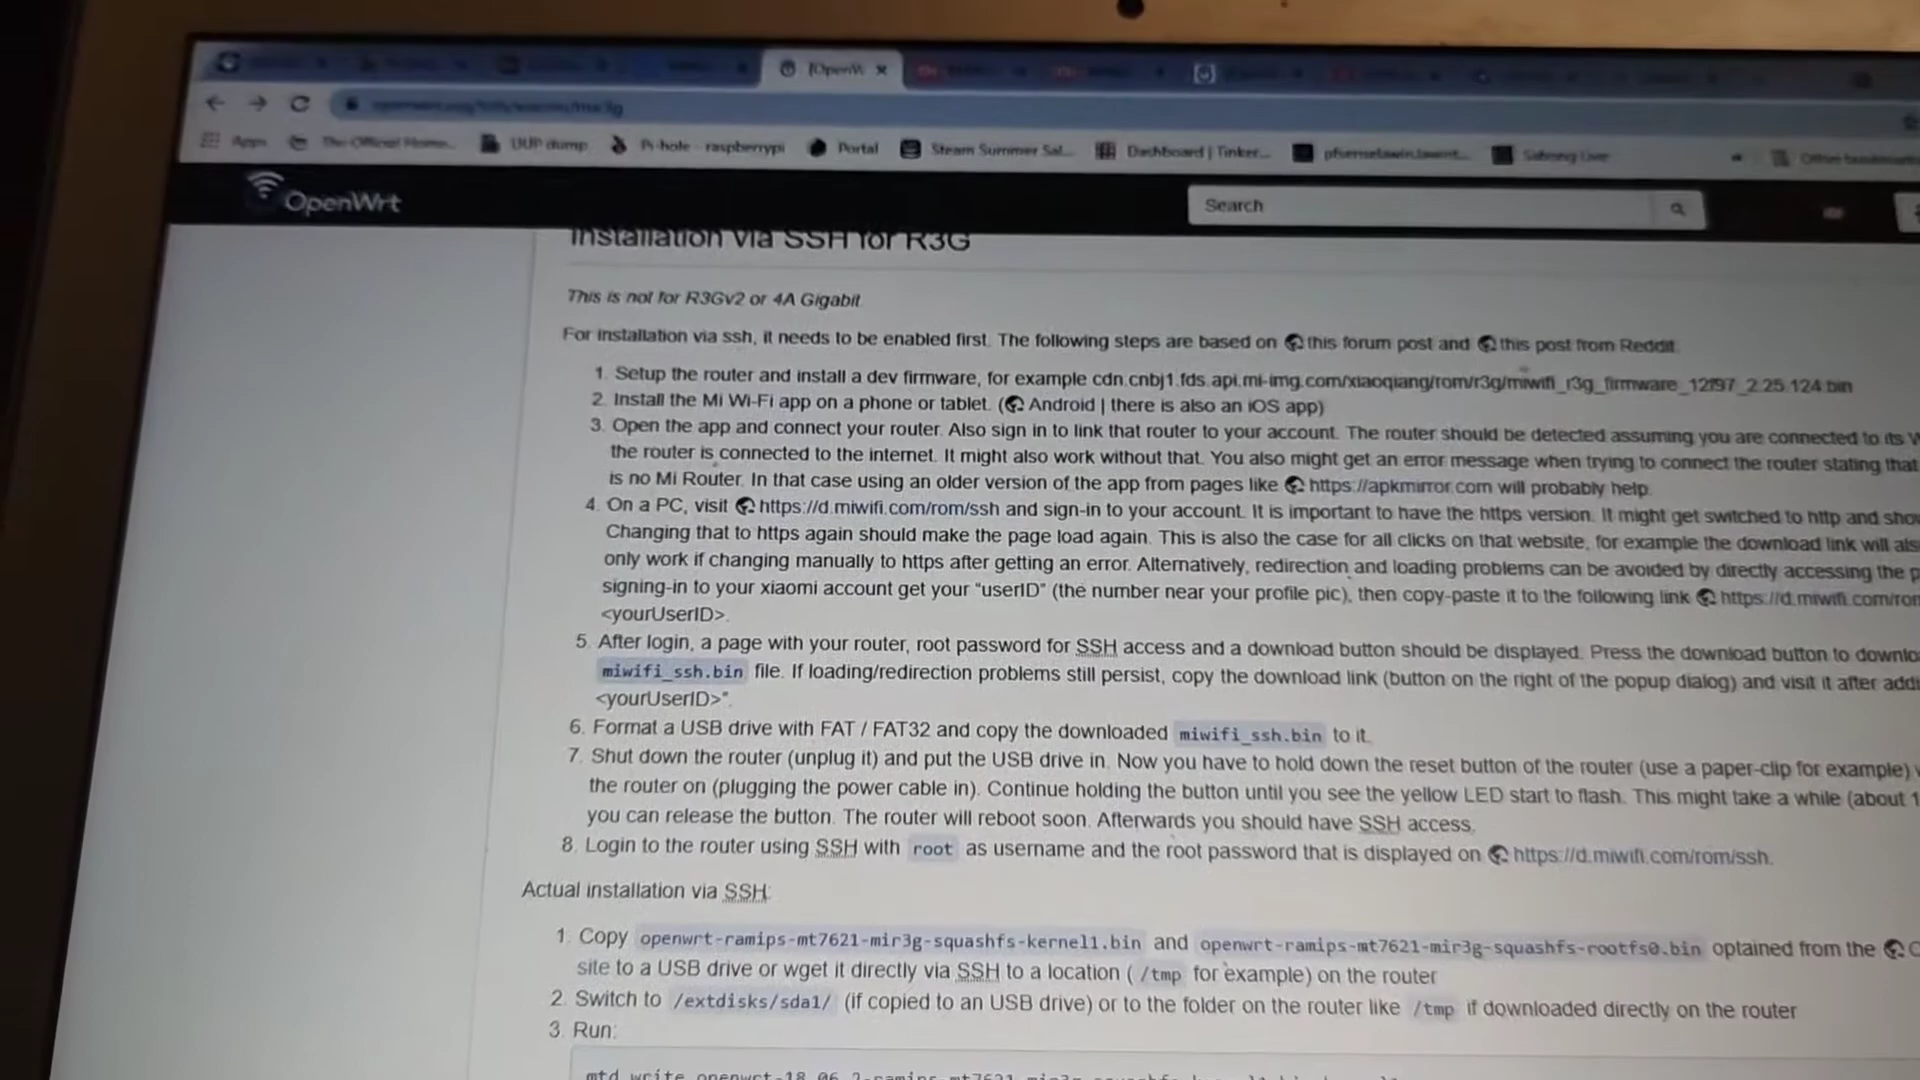 [OpenW
Apps
The Official Home...
UUP dump
Pi-hole - raspberrypi
Portal
Steam Summer Sal...
Dashboard | Tinker...
OpenWrt
Search
Installation via SSH for R3G
This is not for R3Gv2 or 4A Gigabit.
For installation via ssh, it needs to be enabled first. The following steps are based on this forum post and this post from Reddit.
1. Setup the router and install a dev firmware, for example cdn.cnbj1.fds.api.mi-img.com/xiaoqiang/rom/r3g/miwifi_r3g_firmware_12f97_2.25.124.bin
2. Install the Mi Wi-Fi app on a phone or tablet. (Android | there is also an iOS app)
3. Open the app and connect your router. Also sign in to link that router to your account. The router should be detected assuming you are connected to its W
the router is connected to the internet. It might also work without that. You also might get an error message when trying to connect the router stating that
is no Mi Router. In that case using an older version of the app from pages like https://apkmirror.com will probably help.
4. On a PC, visit https://d.miwifi.com/rom/ssh and sign-in to your account. It is important to have the https version. It might get switched to http and sho
Changing that to https again should make the page load again. This is also the case for all clicks on that website, for example the download link will als
only work if changing manually to https after getting an error. Alternatively, redirection and loading problems can be avoided by directly accessing the p
signing-in to your xiaomi account get your “userID” (the number near your profile pic), then copy-paste it to the following link https://d.miwifi.com/ro
<yourUserID>.
5. After login, a page with your router, root password for SSH access and a download button should be displayed. Press the download button to downlo
miwifi_ssh.bin file. If loading/redirection problems still persist, copy the download link (button on the right of the popup dialog) and visit it after addi
<yourUserID>”.
6. Format a USB drive with FAT / FAT32 and copy the downloaded miwifi_ssh.bin to it.
7. Shut down the router (unplug it) and put the USB drive in. Now you have to hold down the reset button of the router (use a paper-clip for example)
the router on (plugging the power cable in). Continue holding the button until you see the yellow LED start to flash. This might take a while (about 1
you can release the button. The router will reboot soon. Afterwards you should have SSH access.
8. Login to the router using SSH with root as username and the root password that is displayed on https://d.miwifi.com/rom/ssh.
Actual installation via SSH:
1. Copy openwrt-ramips-mt7621-mir3g-squashfs-kernel1.bin and openwrt-ramips-mt7621-mir3g-squashfs-rootfs0.bin optained from the
site to a USB drive or wget it directly via SSH to a location ( /tmp for example) on the router
2. Switch to /extdisks/sda1/ (if copied to an USB drive) or to the folder on the router like /tmp if downloaded directly on the router
3. Run:
mtd write